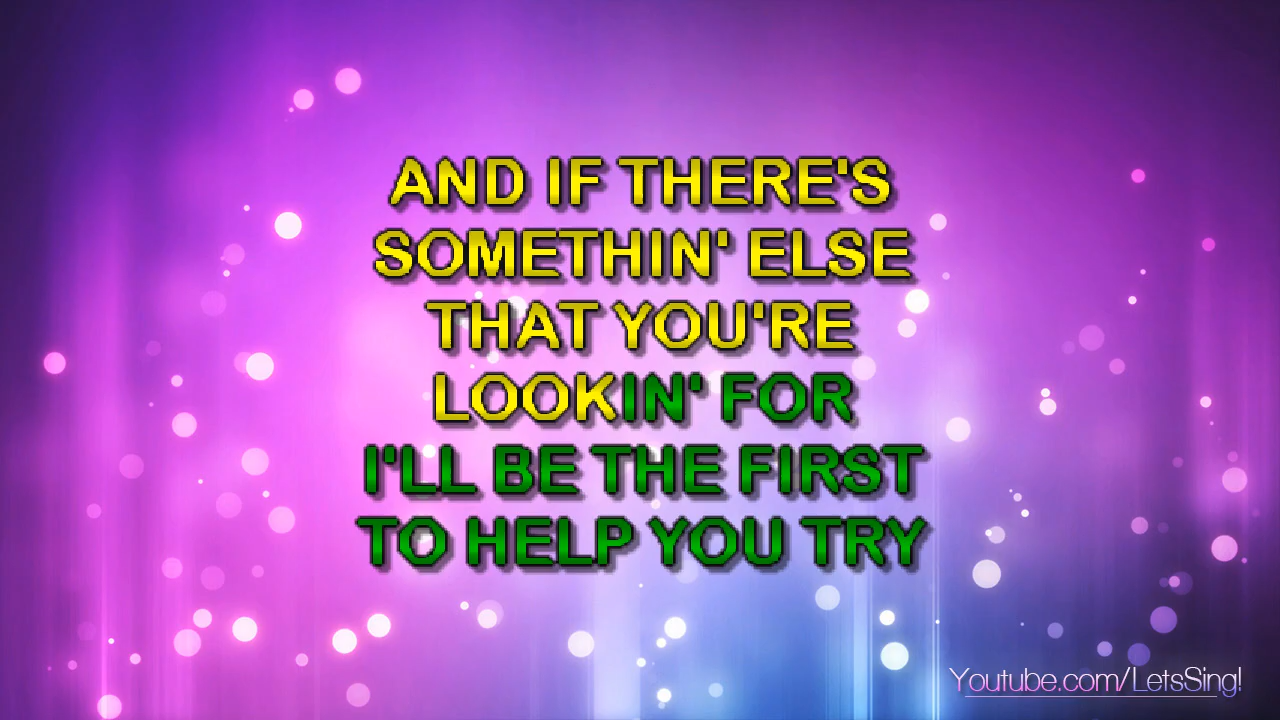 AND IF THERE'S
SOMETHIN' ELSE
THAT YOU'RE
LOOKIN' FOR
I'LL BE THE FIRST
TO HELP YOU TRY
Youtube.com/LetsSing!